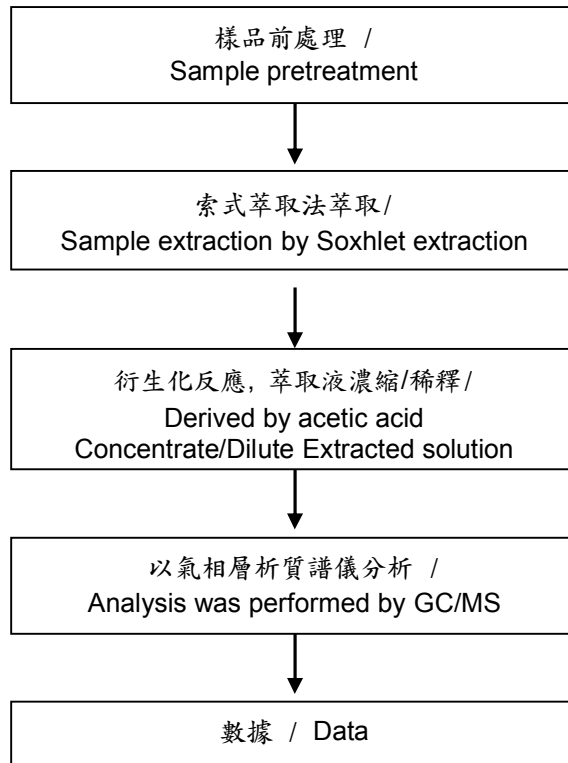 樣品前處理 /
Sample pretreatment
索式萃取法萃取/
Sample extraction by Soxhlet extraction
衍生化反應, 萃取液濃縮/稀釋/
Derived by acetic acid
Concentrate/Dilute Extracted solution
以氣相層析質譜儀分析 /
Analysis was performed by GC/MS
數據 / Data